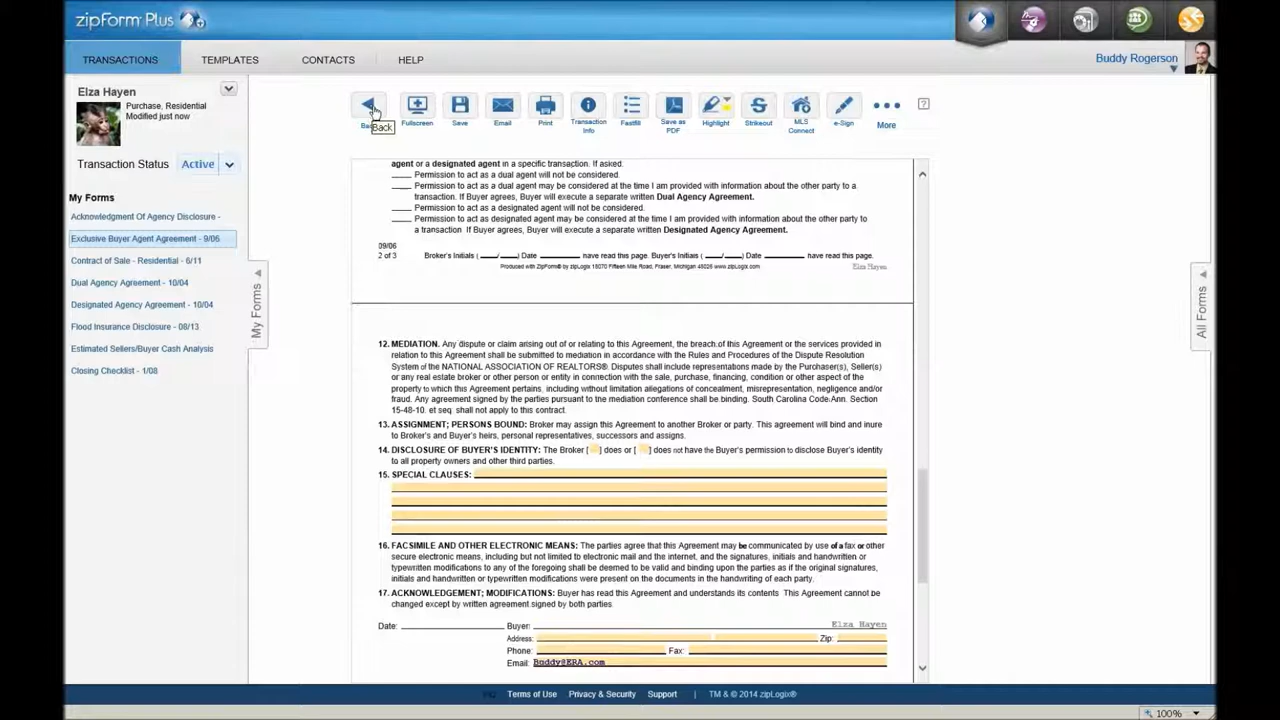 zipForm Plus
TRANSACTIONS TEMPLATES CONTACTS HELP
Buddy Rogerson
Elza Hayen
Purchase, Residential
Modified just now
Transaction Status Active
My Forms
Acknowledgment Of Agency Disclosure -
Exclusive Buyer Agent Agreement - 9/06
Contract of Sale - Residential - 6/11
Dual Agency Agreement - 10/04
Designated Agency Agreement - 10/04
Flood Insurance Disclosure - 08/13
Estimated Sellers/Buyer Cash Analysis
Closing Checklist - 1/08
My Forms
Back
Fullscreen
Save
Email
Print
Transaction
Info
Fastfill
Save as
PDF
Highlight
Strikeout
MLS
Connect
e-Sign
More
?
agent or a designated agent in a specific transaction. If asked.
____ Permission to act as a dual agent will not be considered.
____ Permission to act as a dual agent may be considered at the time I am provided with information about the other party to a
transaction. If Buyer agrees, Buyer will execute a separate written Dual Agency Agreement.
____ Permission to act as a designated agent will not be considered.
____ Permission to act as designated agent may be considered at the time I am provided with information about the other party to
a transaction If Buyer agrees, Buyer will execute a separate written Designated Agency Agreement.
09/06
2 of 3 Broker's Initials (___/___) Date ________ have read this page. Buyer's Initials (___/___) Date ________ have read this page.
Produced with ZipForm® by zipLogix 18070 Fifteen Mile Road, Fraser, Michigan 48026 www.zipLogix.com Elza Hayen
12. MEDIATION. Any dispute or claim arising out of or relating to this Agreement, the breach of this Agreement or the services provided in
relation to this Agreement shall be submitted to mediation in accordance with the Rules and Procedures of the Dispute Resolution
System of the NATIONAL ASSOCIATION OF REALTORS®. Disputes shall include representations made by the Purchaser(s), Seller(s)
or any real estate broker or other person or entity in connection with the sale, purchase, financing, condition or other aspect of the
property to which this Agreement pertains, including without limitation allegations of concealment, misrepresentation, negligence and/or
fraud. Any agreement signed by the parties pursuant to the mediation conference shall be binding. South Carolina Code Ann. Section
15-48-10. et seq shall not apply to this contract.
13. ASSIGNMENT; PERSONS BOUND: Broker may assign this Agreement to another Broker or party. This agreement will bind and inure
to Broker's and Buyer's heirs, personal representatives, successors and assigns.
14. DISCLOSURE OF BUYER'S IDENTITY: The Broker [ ] does or [ ] does not have the Buyer's permission to disclose Buyer's identity
to all property owners and other third parties.
15. SPECIAL CLAUSES:
16. FACSIMILE AND OTHER ELECTRONIC MEANS: The parties agree that this Agreement may be communicated by use of a fax or other
secure electronic means, including but not limited to electronic mail and the internet, and the signatures, initials and handwritten or
typewritten modifications to any of the foregoing shall be deemed to be valid and binding upon the parties as if the original signatures,
initials and handwritten or typewritten modifications were present on the documents in the handwriting of each party.
17. ACKNOWLEDGEMENT; MODIFICATIONS: Buyer has read this Agreement and understands its contents This Agreement cannot be
changed except by written agreement signed by both parties
Date: Buyer: Elza Hayen
Address: Zip:
Phone: Fax:
Email: Buddy@ERA.com
All Forms
Terms of Use | Privacy & Security Support | TM & © 2014 zipLogix®
100%